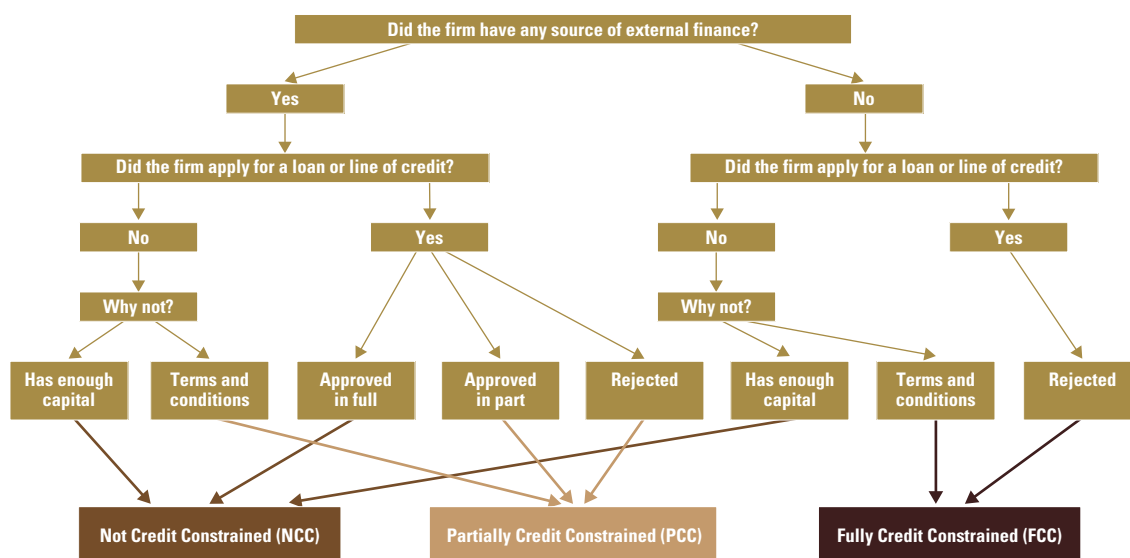 Did the firm have any source of external finance?
Yes
No
Did the firm apply for a loan or line of credit?
Did the firm apply for a loan or line of credit?
No
Yes
No
Yes
Why not?
Why not?
Has enough
capital
Terms and
conditions
Approved
in full
Approved
in part
Rejected
Has enough
capital
Terms and
conditions
Rejected
Not Credit Constrained (NCC)
Partially Credit Constrained (PCC)
Fully Credit Constrained (FCC)